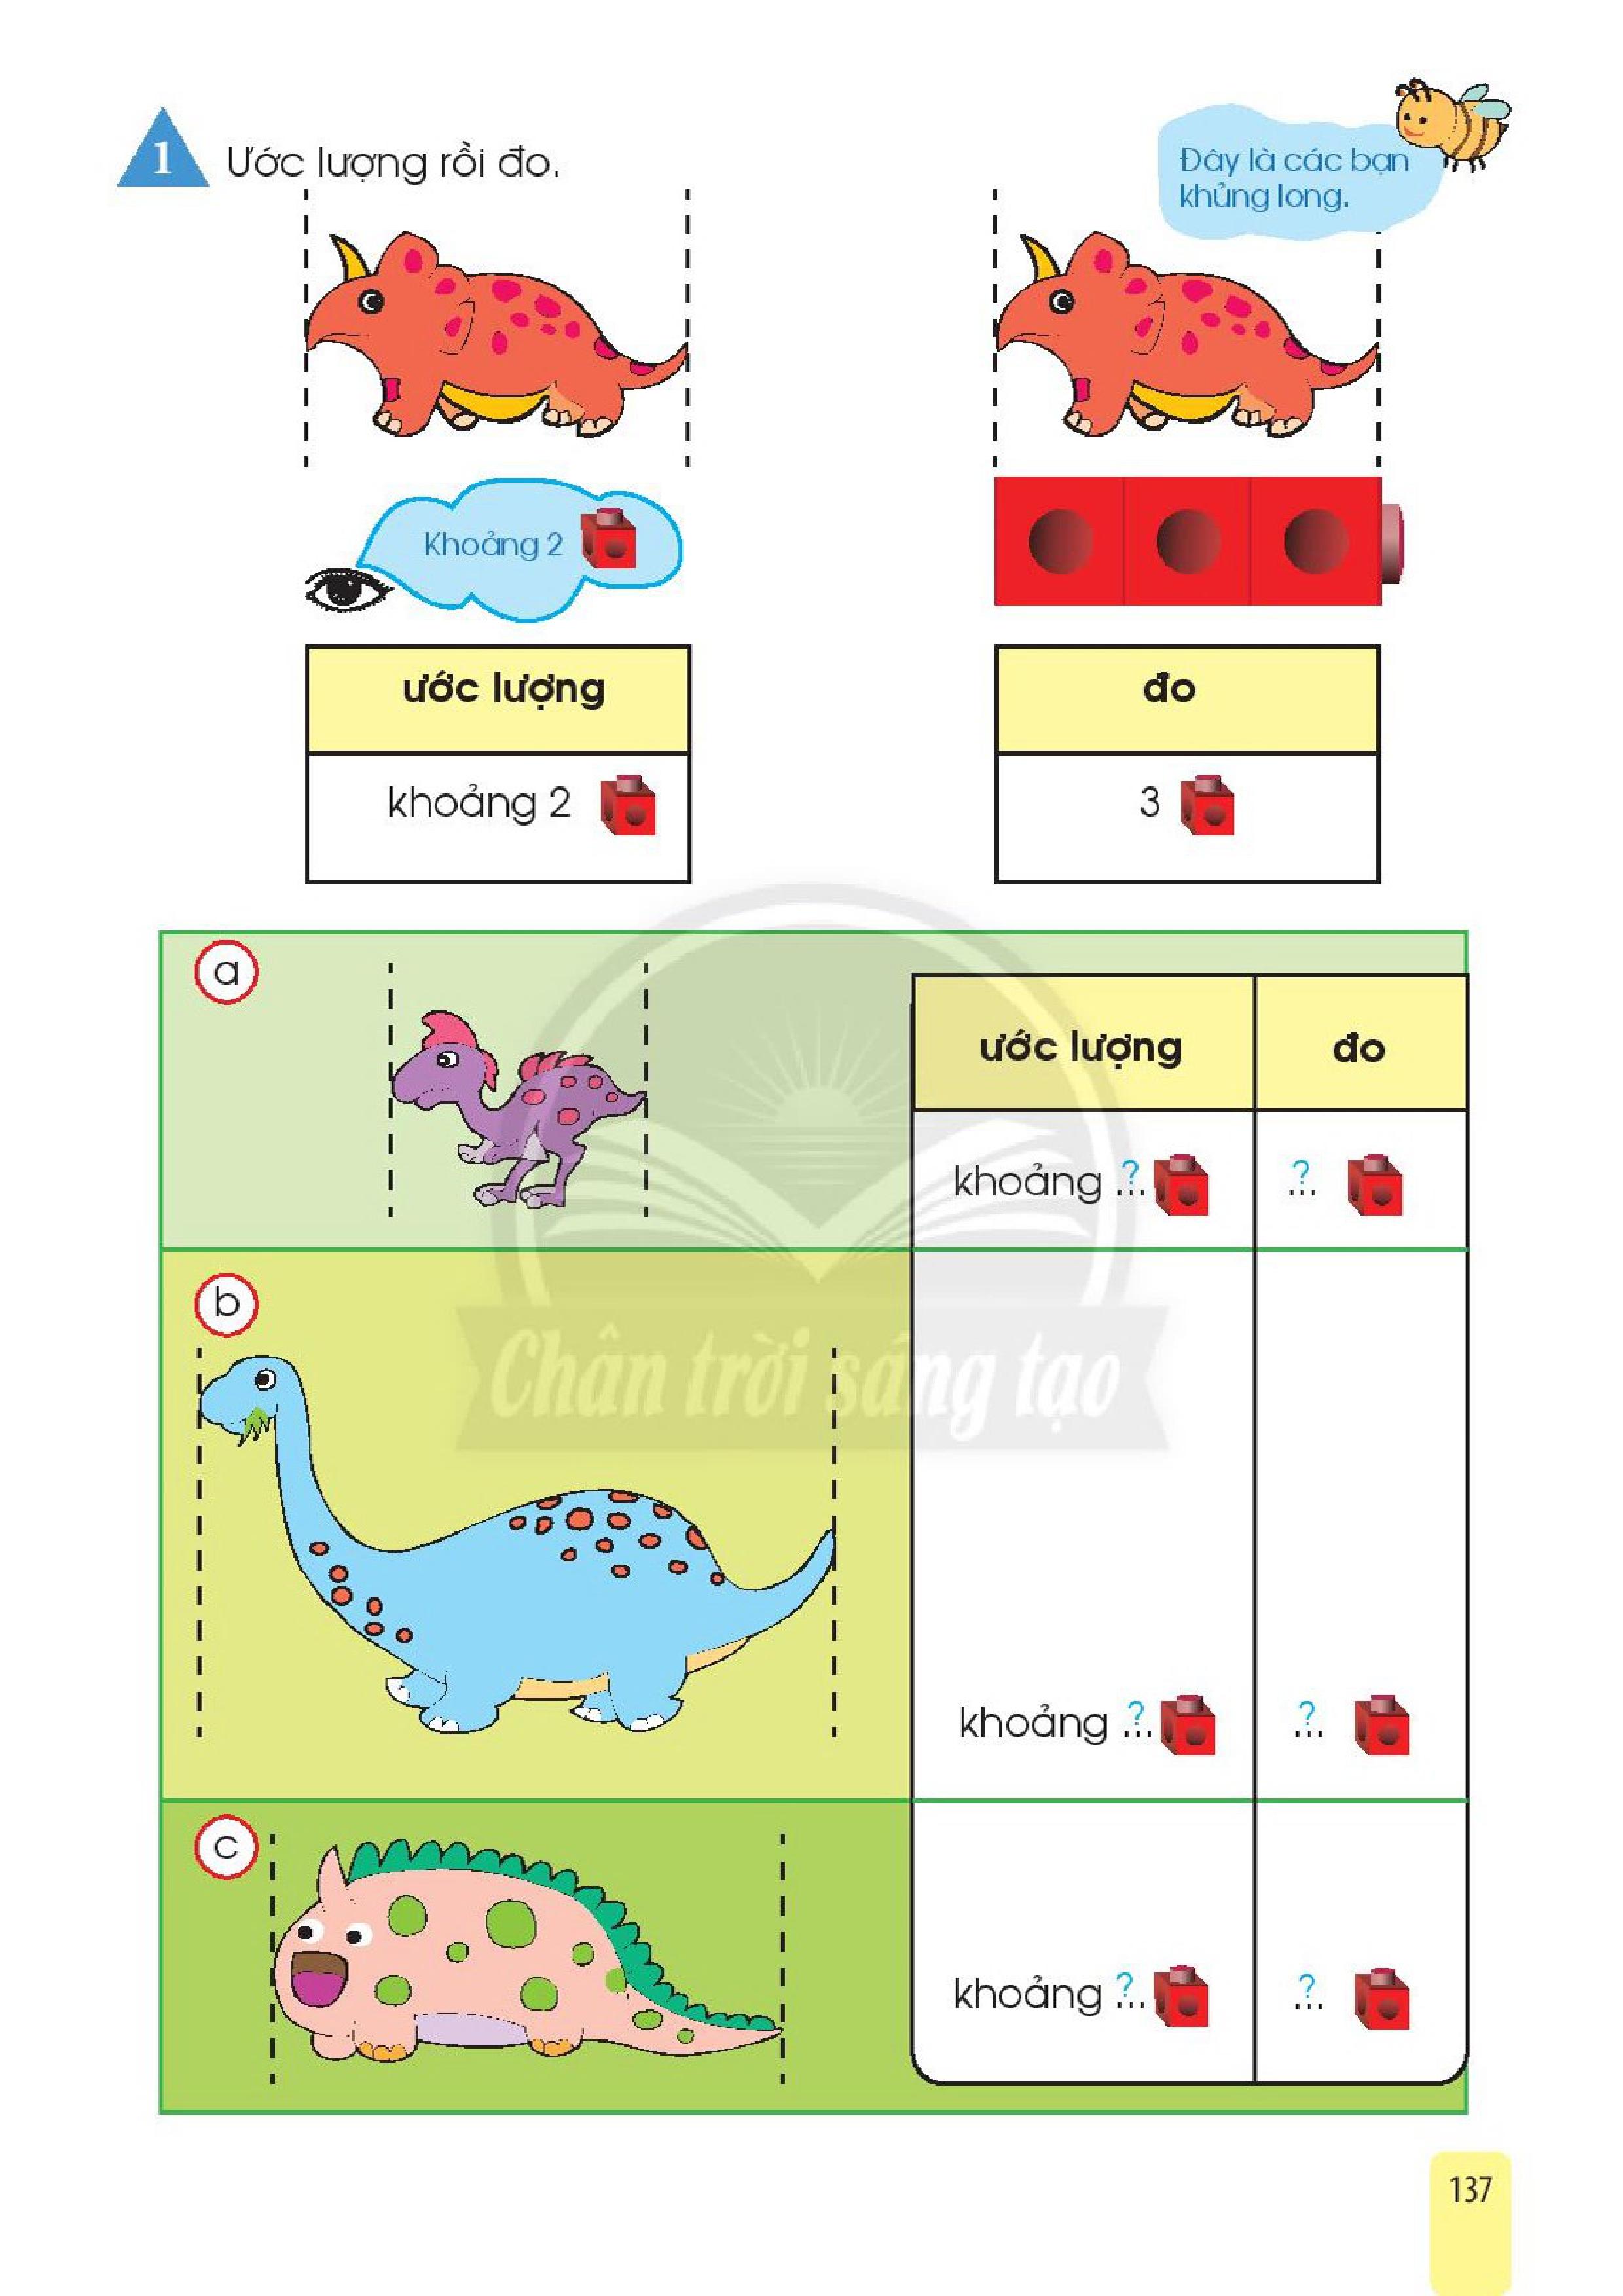 1
Ước lượng rồi đo.
Đây là các bạn
khủng long.
Khoảng 2
ước lượng
đo
khoảng 2
3
a
ước lượng
đo
khoảng ...?
...?
b
Chân trời sáng tạo
khoảng ...?
...?
c
khoảng ...?
...?
137